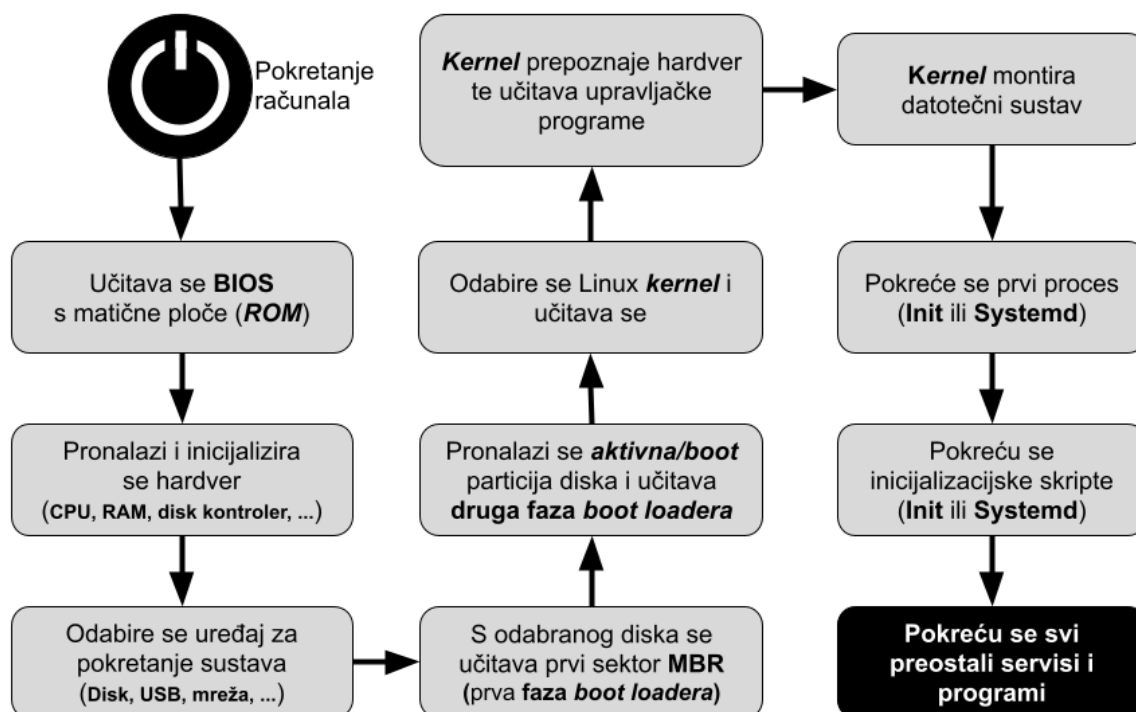 Pokretanje
računala
Učitava se BIOS
s matične ploče (ROM)
Pronalazi i inicijalizira
se hardver
(CPU, RAM, disk kontroler, ...)
Odabire se uređaj za
pokretanje sustava
(Disk, USB, mreža, ...)
S odabranog diska se
učitava prvi sektor MBR
(prva faza boot loadera)
Pronalazi se aktivna/boot
particija diska i učitava
druga faza boot loadera
Odabire se Linux kernel i
učitava se
Kernel prepoznaje hardver
te učitava upravljačke
programe
Kernel montira
datotečni sustav
Pokreće se prvi proces
(Init ili Systemd)
Pokreću se
inicijalizacijske skripte
(Init ili Systemd)
Pokreću se svi
preostali servisi i
programi